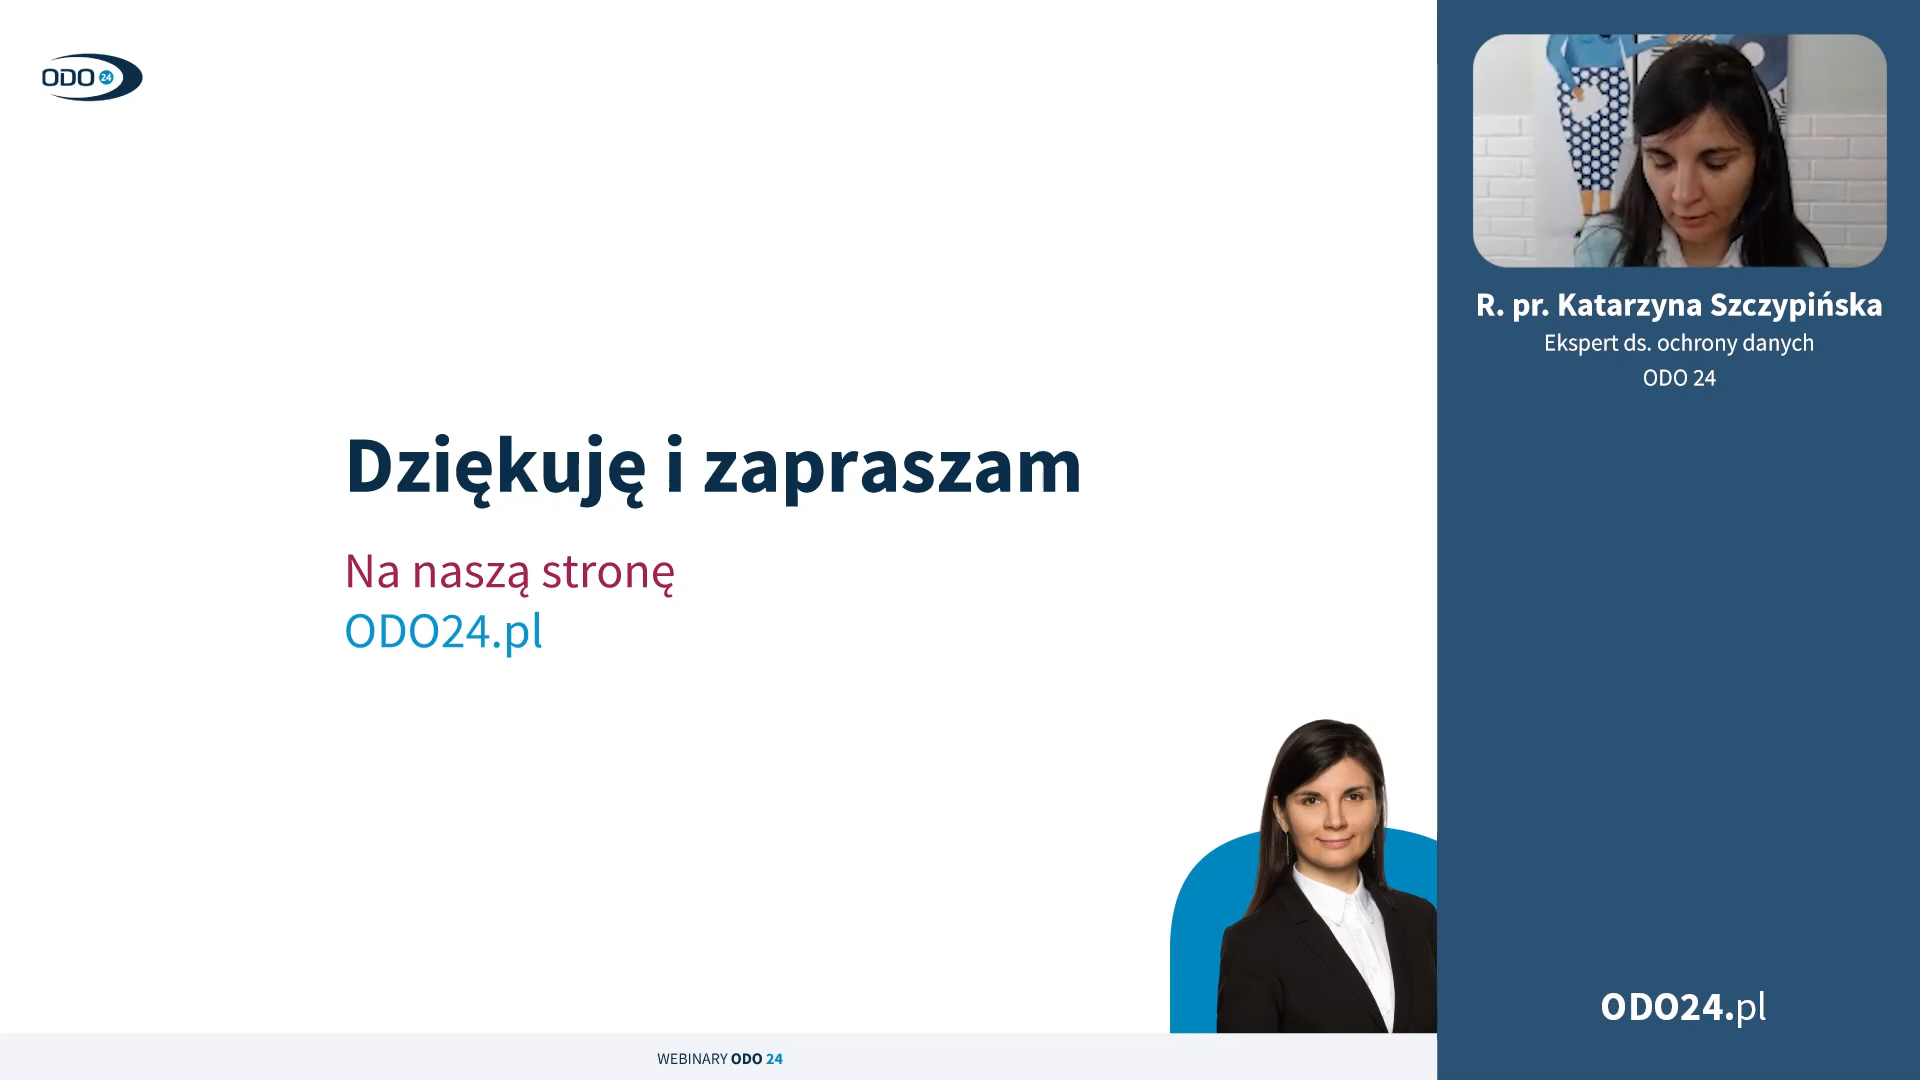 ODO 24
Dziękuję i zapraszam
Na naszą stronę
ODO24.pl
WEBINARY ODO 24
R. pr. Katarzyna Szczypińska
Ekspert ds. ochrony danych
ODO 24
ODO24.pl